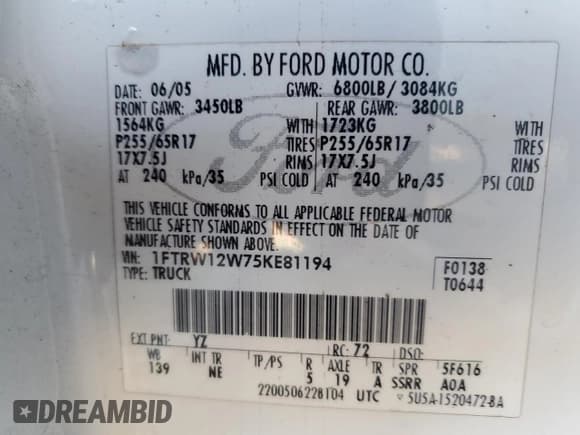 MFD. BY FORD MOTOR CO.
DATE: 06/05 GVWR: 6800LB/ 3084KG
FRONT GAWR: 3450LB REAR GAWR: 3800LB
1564KG WITH 1723KG WITH
P255/65R17 TIRES P255/65R17 TIRES
17X7.5J RIMS 17X7.5J RIMS
AT 240 kPa/35 PSI COLD AT 240 kPa/35 PSI COLD
Ford
THIS VEHICLE CONFORMS TO ALL APPLICABLE FEDERAL MOTOR
VEHICLE SAFETY STANDARDS IN EFFECT ON THE DATE OF
MANUFACTURE SHOWN ABOVE.
VIN: 1FTRW12W75KE81194 F0138
TYPE: TRUCK T0644
EXT PNT: YZ RC: 72 DSO:
WB INT TR TP/PS R AXLE TR SPR 5F616
139 NE 5 19 A SSRR A0A
2200506228T04 UTC 5U5A-1520472-BA
AUTOBIDMASTER
DREAMBID